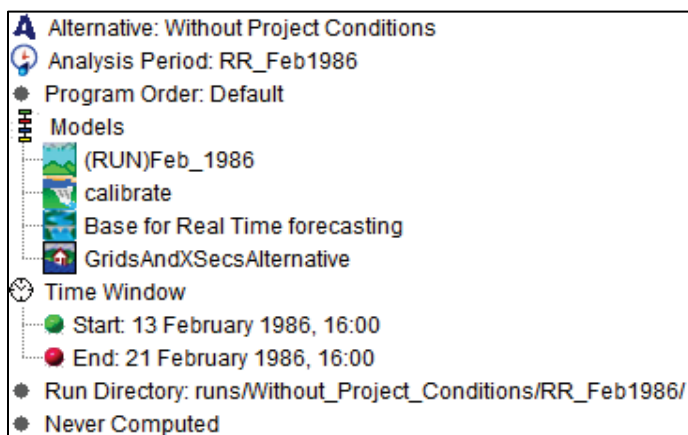 Alternative: Without Project Conditions
Analysis Period: RR_Feb1986
Program Order: Default
Models
(RUN)Feb_1986
calibrate
Base for Real Time forecasting
GridsAndXSecsAlternative
Time Window
Start: 13 February 1986, 16:00
End: 21 February 1986, 16:00
Run Directory: runs/Without_Project_Conditions/RR_Feb1986/
Never Computed